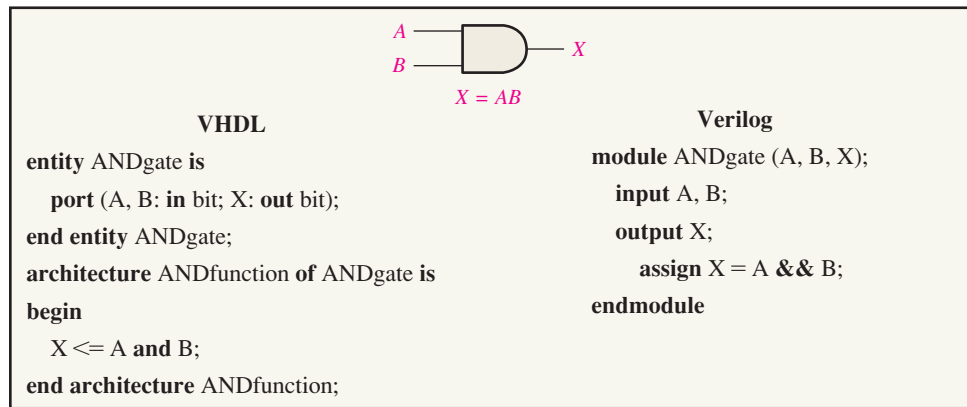 A
B
X
X = AB
VHDL
entity ANDgate is
port (A, B: in bit; X: out bit);
end entity ANDgate;
architecture ANDfunction of ANDgate is
begin
X <= A and B;
end architecture ANDfunction;
Verilog
module ANDgate (A, B, X);
input A, B;
output X;
assign X = A && B;
endmodule